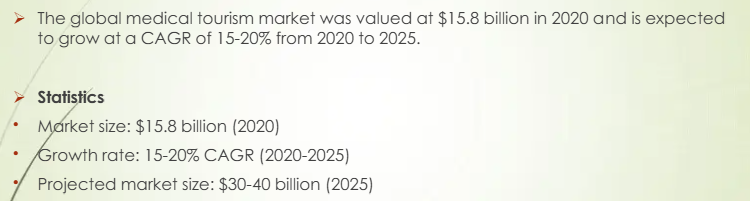 ➢ The global medical tourism market was valued at $15.8 billion in 2020 and is expected
to grow at a CAGR of 15-20% from 2020 to 2025.
➢ Statistics
• Market size: $15.8 billion (2020)
• Growth rate: 15-20% CAGR (2020-2025)
• Projected market size: $30-40 billion (2025)